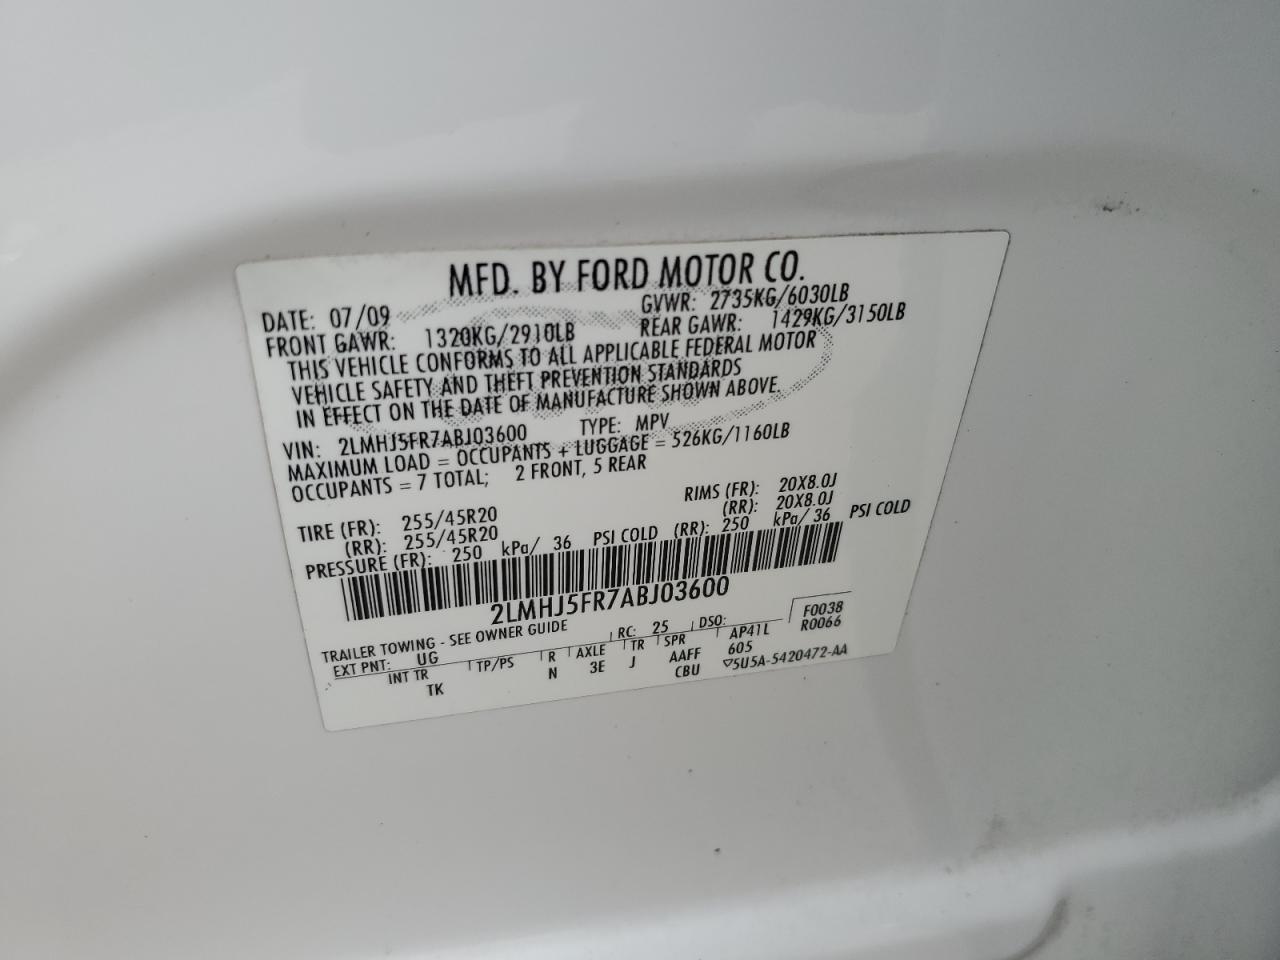 MFD. BY FORD MOTOR CO.
DATE: 07/09 GVWR: 2735KG/6030LB
FRONT GAWR: 1320KG/2910LB REAR GAWR: 1429KG/3150LB
THIS VEHICLE CONFORMS TO ALL APPLICABLE FEDERAL MOTOR
VEHICLE SAFETY AND THEFT PREVENTION STANDARDS
IN EFFECT ON THE DATE OF MANUFACTURE SHOWN ABOVE.
VIN: 2LMHJ5FR7ABJ03600 TYPE: MPV
MAXIMUM LOAD = OCCUPANTS + LUGGAGE = 526KG/1160LB
OCCUPANTS = 7 TOTAL; 2 FRONT, 5 REAR
TIRE (FR): 255/45R20 RIMS (FR): 20X8.0J
(RR): 255/45R20 (RR): 20X8.0J
PRESSURE (FR): 250 kPa/ 36 PSI COLD (RR): 250 kPa/ 36 PSI COLD
2LMHJ5FR7ABJ03600
TRAILER TOWING - SEE OWNER GUIDE
EXT PNT: UG RC: 25 DSO: F0038
R0066
INT TR TP/PS R AXLE TR SPR AP41L
TK N 3E J AAFF 605
CBU ▽5U5A-5420472-AA